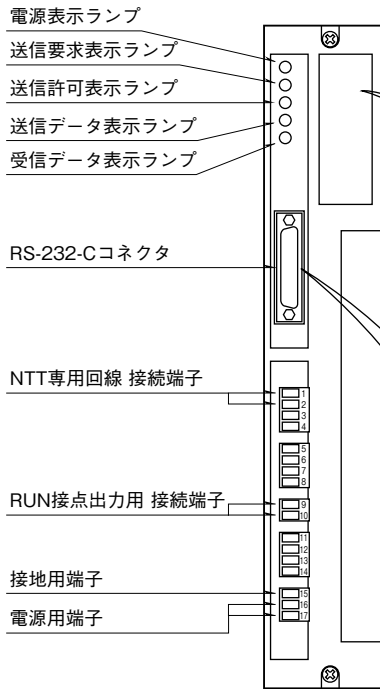 電源表示ランプ
送信要求表示ランプ
送信許可表示ランプ
送信データ表示ランプ
受信データ表示ランプ
RS-232-Cコネクタ
NTT専用回線 接続端子
1
2
3
4
5
6
7
8
RUN接点出力用 接続端子
9
10
11
12
13
14
接地用端子
15
電源用端子
16
17